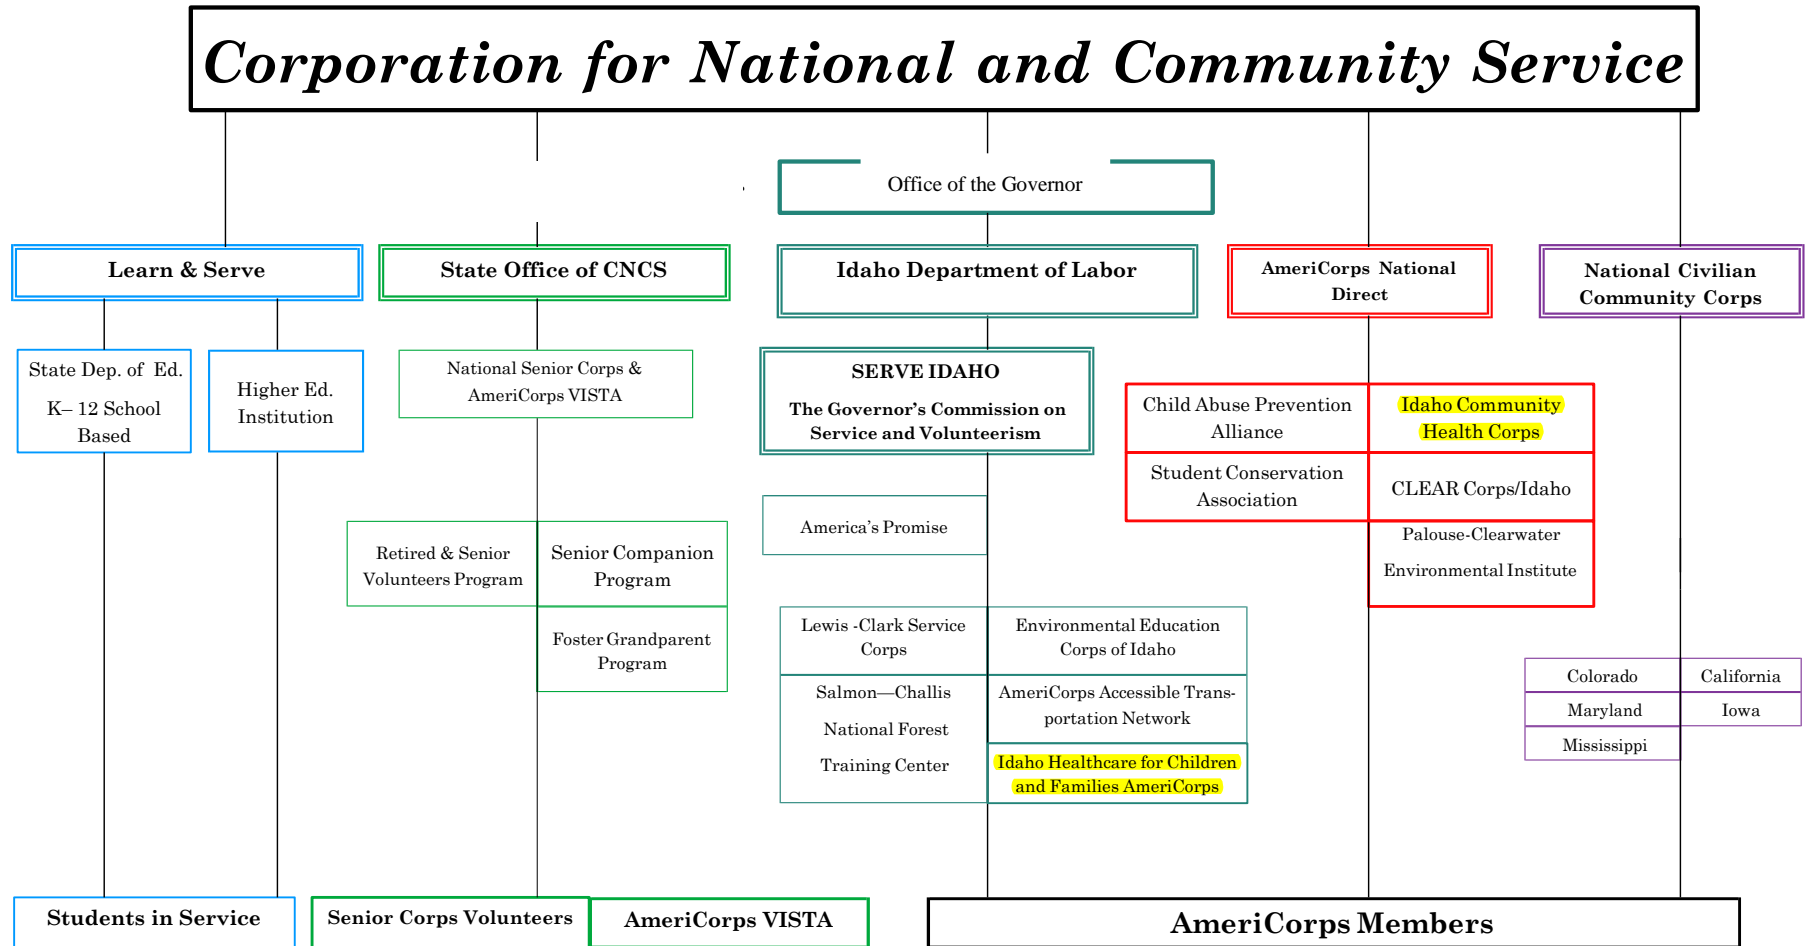 Corporation for National and Community Service
Office of the Governor
Learn & Serve
State Office of CNCS
Idaho Department of Labor
AmeriCorps National
Direct
National Civilian
Community Corps
State Dep. of Ed.
K– 12 School
Based
Higher Ed.
Institution
National Senior Corps &
AmeriCorps VISTA
SERVE IDAHO
The Governor’s Commission on
Service and Volunteerism
Child Abuse Prevention
Alliance
Idaho Community
Health Corps
Student Conservation
Association
CLEAR Corps/Idaho
Palouse-Clearwater
Environmental Institute
America’s Promise
Retired & Senior
Volunteers Program
Senior Companion
Program
Foster Grandparent
Program
Lewis -Clark Service
Corps
Environmental Education
Corps of Idaho
Salmon—Challis
National Forest
Training Center
AmeriCorps Accessible Trans-
portation Network
Idaho Healthcare for Children
and Families AmeriCorps
Colorado
California
Maryland
Iowa
Mississippi
Students in Service
Senior Corps Volunteers
AmeriCorps VISTA
AmeriCorps Members